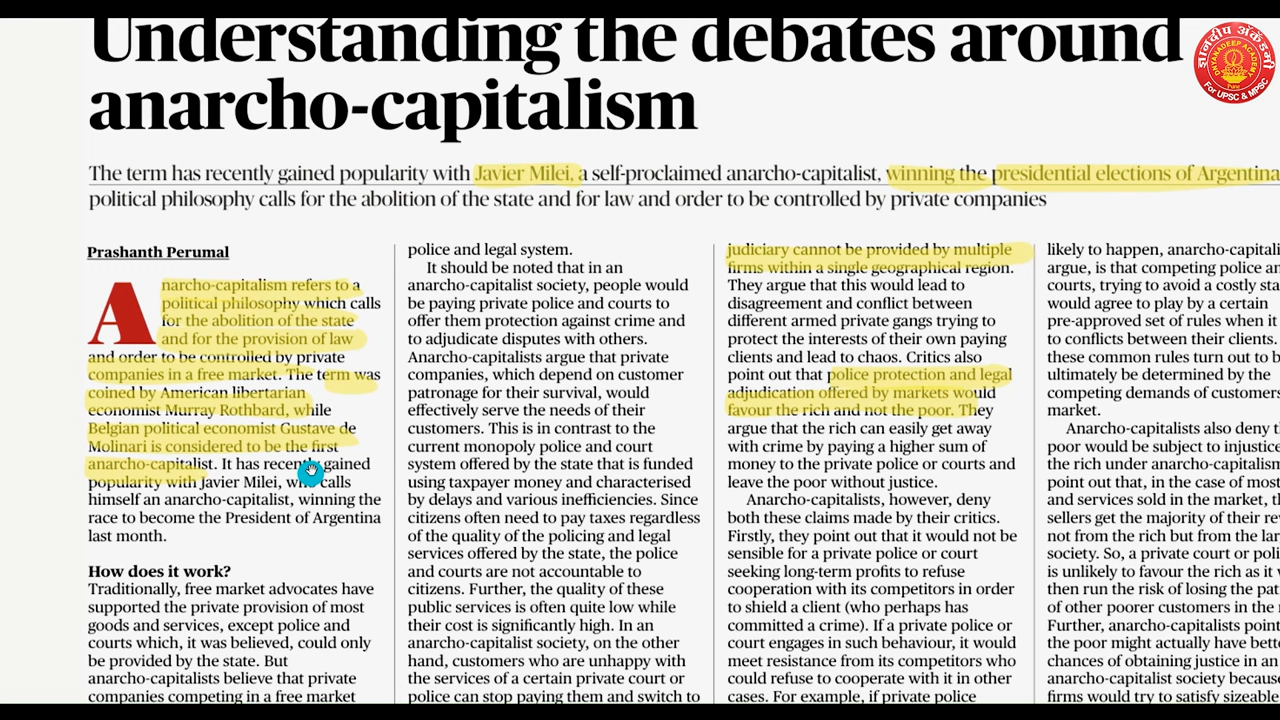 Understanding the debates around
anarcho-capitalism
The term has recently gained popularity with Javier Milei, a self-proclaimed anarcho-capitalist, winning the presidential elections of Argentina
political philosophy calls for the abolition of the state and for law and order to be controlled by private companies
Prashanth Perumal
Anarcho-capitalism refers to a
political philosophy which calls
for the abolition of the state
and for the provision of law
and order to be controlled by private
companies in a free market. The term was
coined by American libertarian
economist Murray Rothbard, while
Belgian political economist Gustave de
Molinari is considered to be the first
anarcho-capitalist. It has recently gained
popularity with Javier Milei, who calls
himself an anarcho-capitalist, winning the
race to become the President of Argentina
last month.
How does it work?
Traditionally, free market advocates have
supported the private provision of most
goods and services, except police and
courts which, it was believed, could only
be provided by the state. But
anarcho-capitalists believe that private
companies competing in a free market
police and legal system.
It should be noted that in an
anarcho-capitalist society, people would
be paying private police and courts to
offer them protection against crime and
to adjudicate disputes with others.
Anarcho-capitalists argue that private
companies, which depend on customer
patronage for their survival, would
effectively serve the needs of their
customers. This is in contrast to the
current monopoly police and court
system offered by the state that is funded
using taxpayer money and characterised
by delays and various inefficiencies. Since
citizens often need to pay taxes regardless
of the quality of the policing and legal
services offered by the state, the police
and courts are not accountable to
citizens. Further, the quality of these
public services is often quite low while
their cost is significantly high. In an
anarcho-capitalist society, on the other
hand, customers who are unhappy with
the services of a certain private court or
police can stop paying them and switch to
judiciary cannot be provided by multiple
firms within a single geographical region.
They argue that this would lead to
disagreement and conflict between
different armed private gangs trying to
protect the interests of their own paying
clients and lead to chaos. Critics also
point out that police protection and legal
adjudication offered by markets would
favour the rich and not the poor. They
argue that the rich can easily get away
with crime by paying a higher sum of
money to the private police or courts and
leave the poor without justice.
Anarcho-capitalists, however, deny
both these claims made by their critics.
Firstly, they point out that it would not be
sensible for a private police or court
seeking long-term profits to refuse
cooperation with its competitors in order
to shield a client (who perhaps has
committed a crime). If a private police or
court engages in such behaviour, it would
meet resistance from its competitors who
could refuse to cooperate with it in other
cases. For example, if private police
likely to happen, anarcho-capitali
argue, is that competing police an
courts, trying to avoid a costly sta
would agree to play by a certain
pre-approved set of rules when it
to conflicts between their clients.
these common rules turn out to b
ultimately be determined by the
competing demands of customers
market.
Anarcho-capitalists also deny t
poor would be subject to injustice
the rich under anarcho-capitalism
point out that, in the case of most
and services sold in the market, t
sellers get the majority of their re
not from the rich but from the lar
society. So, a private court or poli
is unlikely to favour the rich as it
then run the risk of losing the pat
of other poorer customers in the
Further, anarcho-capitalists point
the poor might actually have bett
chances of obtaining justice in an
anarcho-capitalist society because
firms would try to satisfy sizeable
ज्ञानदीप अकॅडमी
DNYANADEEP ACADEMY
Pune
For UPSC & MPSC